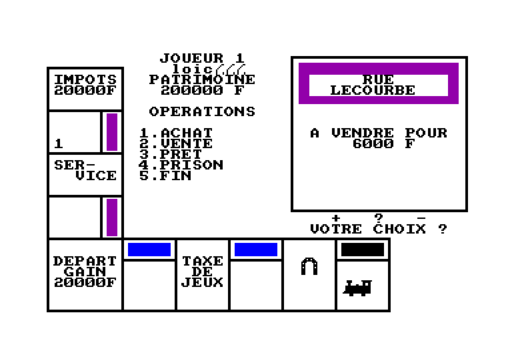 JOUEUR 1
loic
PATRIMOINE
200000 F
OPERATIONS
1.ACHAT
2.VENTE
3.PRET
4.PRISON
5.FIN
RUE
LECOURBE
A VENDRE POUR
6000 F
+ ? -
VOTRE CHOIX ?
IMPOTS
20000F
1
SER-
VICE
DEPART
GAIN
20000F
TAXE
DE
JEUX